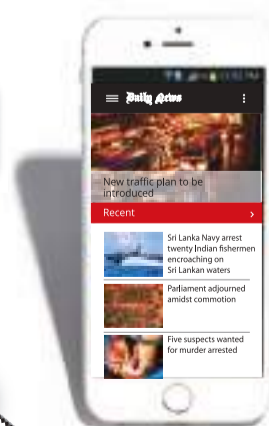 Daily News
New traffic plan to be
introduced
Recent
Sri Lanka Navy arrest
twenty Indian fishermen
encroaching on
Sri Lankan waters
Parliament adjourned
amidst commotion
Five suspects wanted
for murder arrested